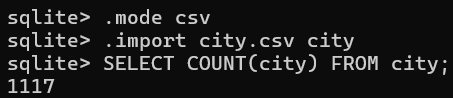 sqlite> .mode csv
sqlite> .import city.csv city
sqlite> SELECT COUNT(city) FROM city;
1117